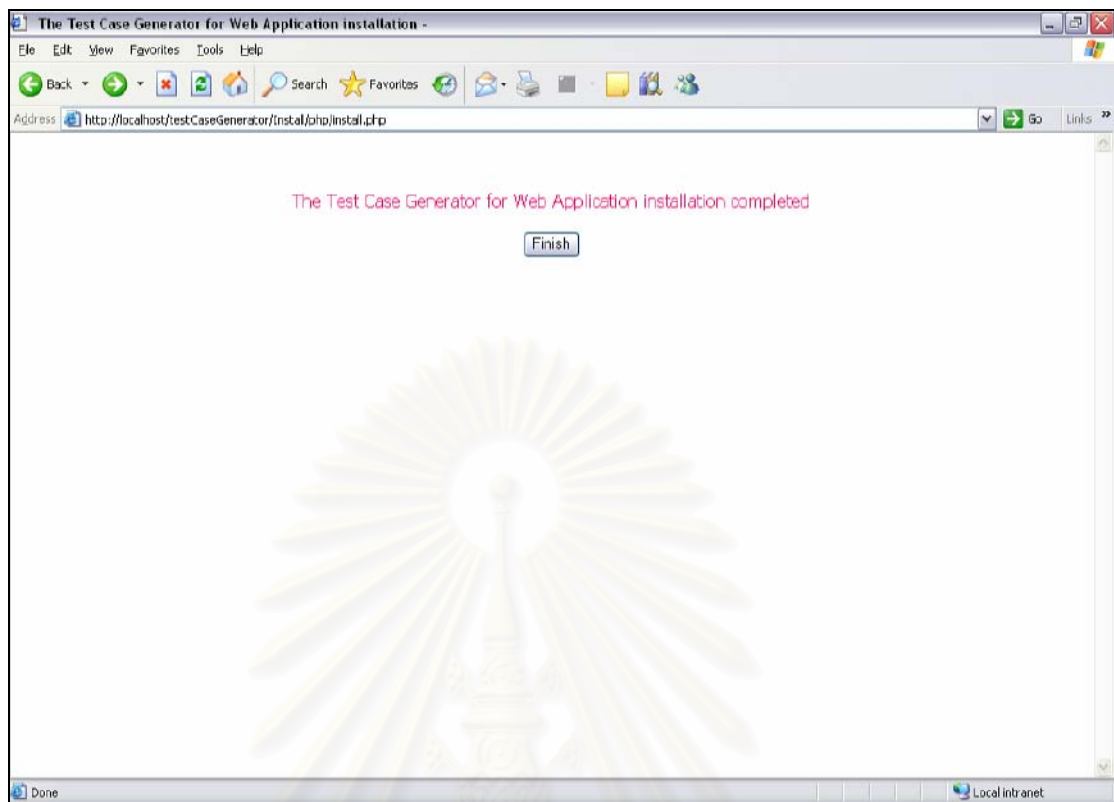 The Test Case Generator for Web Application installation -
File Edit View Favorites Tools Help
Back Search Favorites
Address http://localhost/testCaseGenerator/Install/php/install.php Go Links »
The Test Case Generator for Web Application installation completed
Finish
Done Local intranet